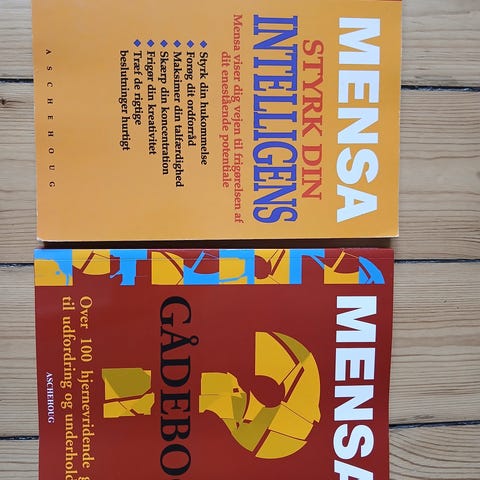 MENSA
STYRK DIN
INTELLIGENS
Mensa viser dig vejen til frigørelsen af
dit enestående potentiale
◆ Styrk din hukommelse
◆ Forøg dit ordforråd
◆ Maksimer din talfærdighed
◆ Skærp din koncentration
◆ Frigør din kreativitet
◆ Træf de rigtige
beslutninger hurtigt
ASCHEHOUG
MENSA
?
GÅDEBO
Over 100 hjernevridende g
til udfordring og underhold
ASCHEHOUG